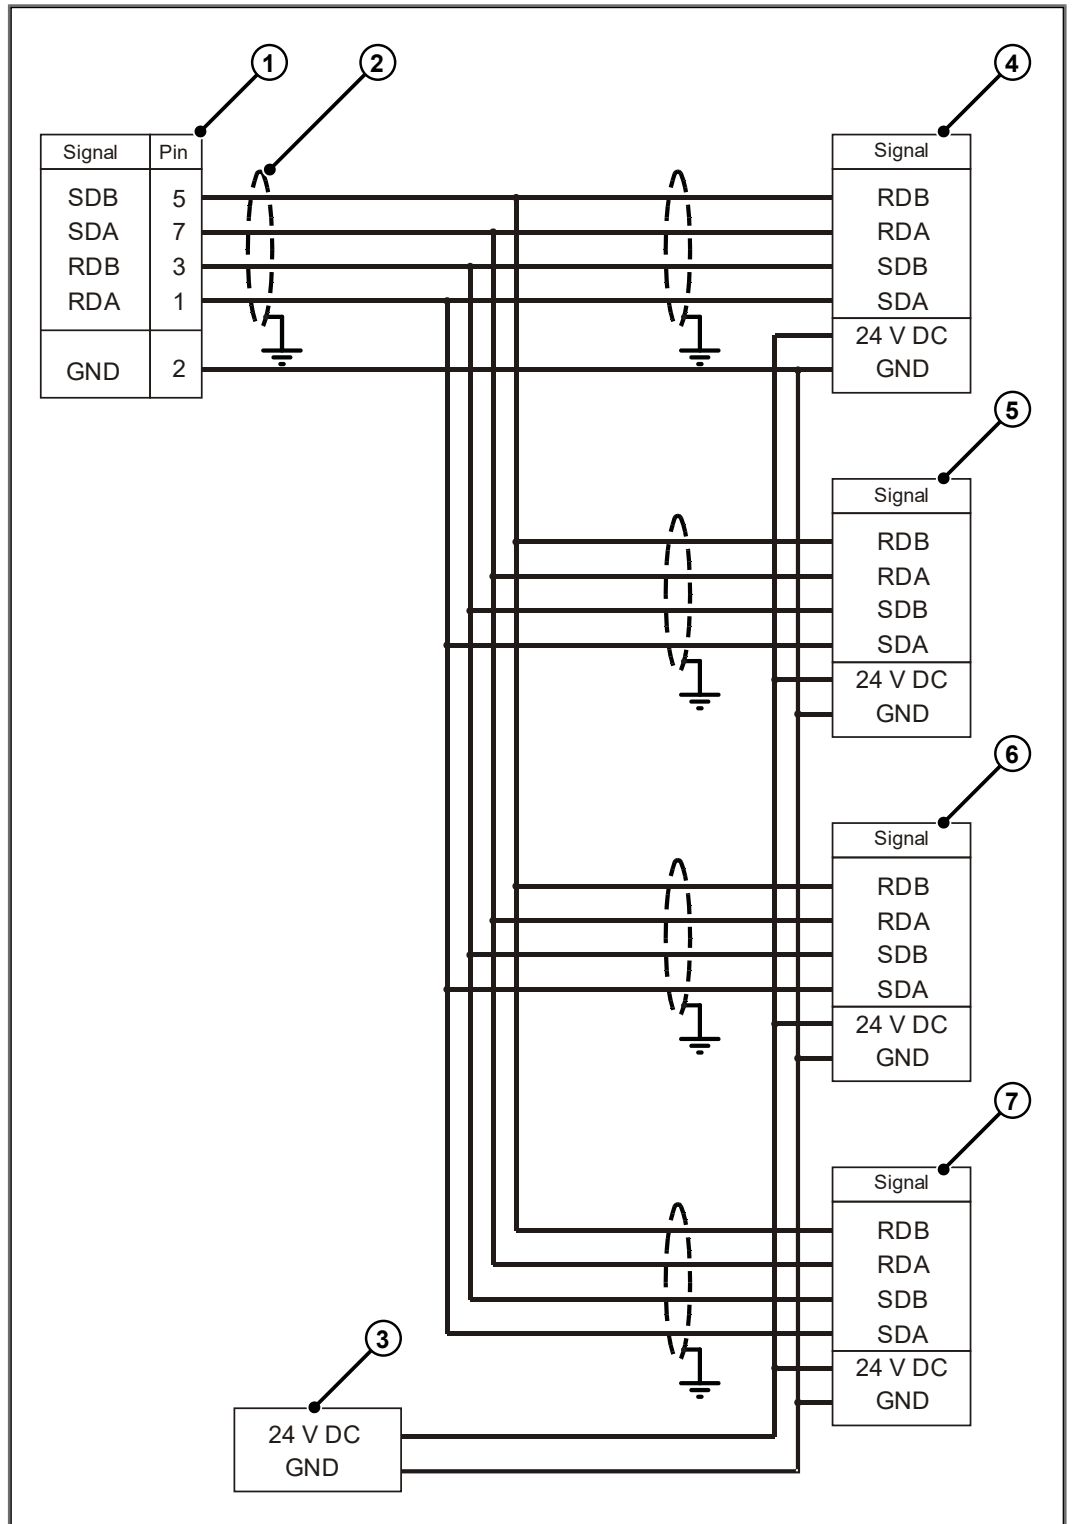 1 2 4
Signal Pin
SDB 5
SDA 7
RDB 3
RDA 1
GND 2
Signal
RDB
RDA
SDB
SDA
24 V DC
GND
5
Signal
RDB
RDA
SDB
SDA
24 V DC
GND
6
Signal
RDB
RDA
SDB
SDA
24 V DC
GND
7
Signal
RDB
RDA
SDB
SDA
24 V DC
GND
3
24 V DC
GND